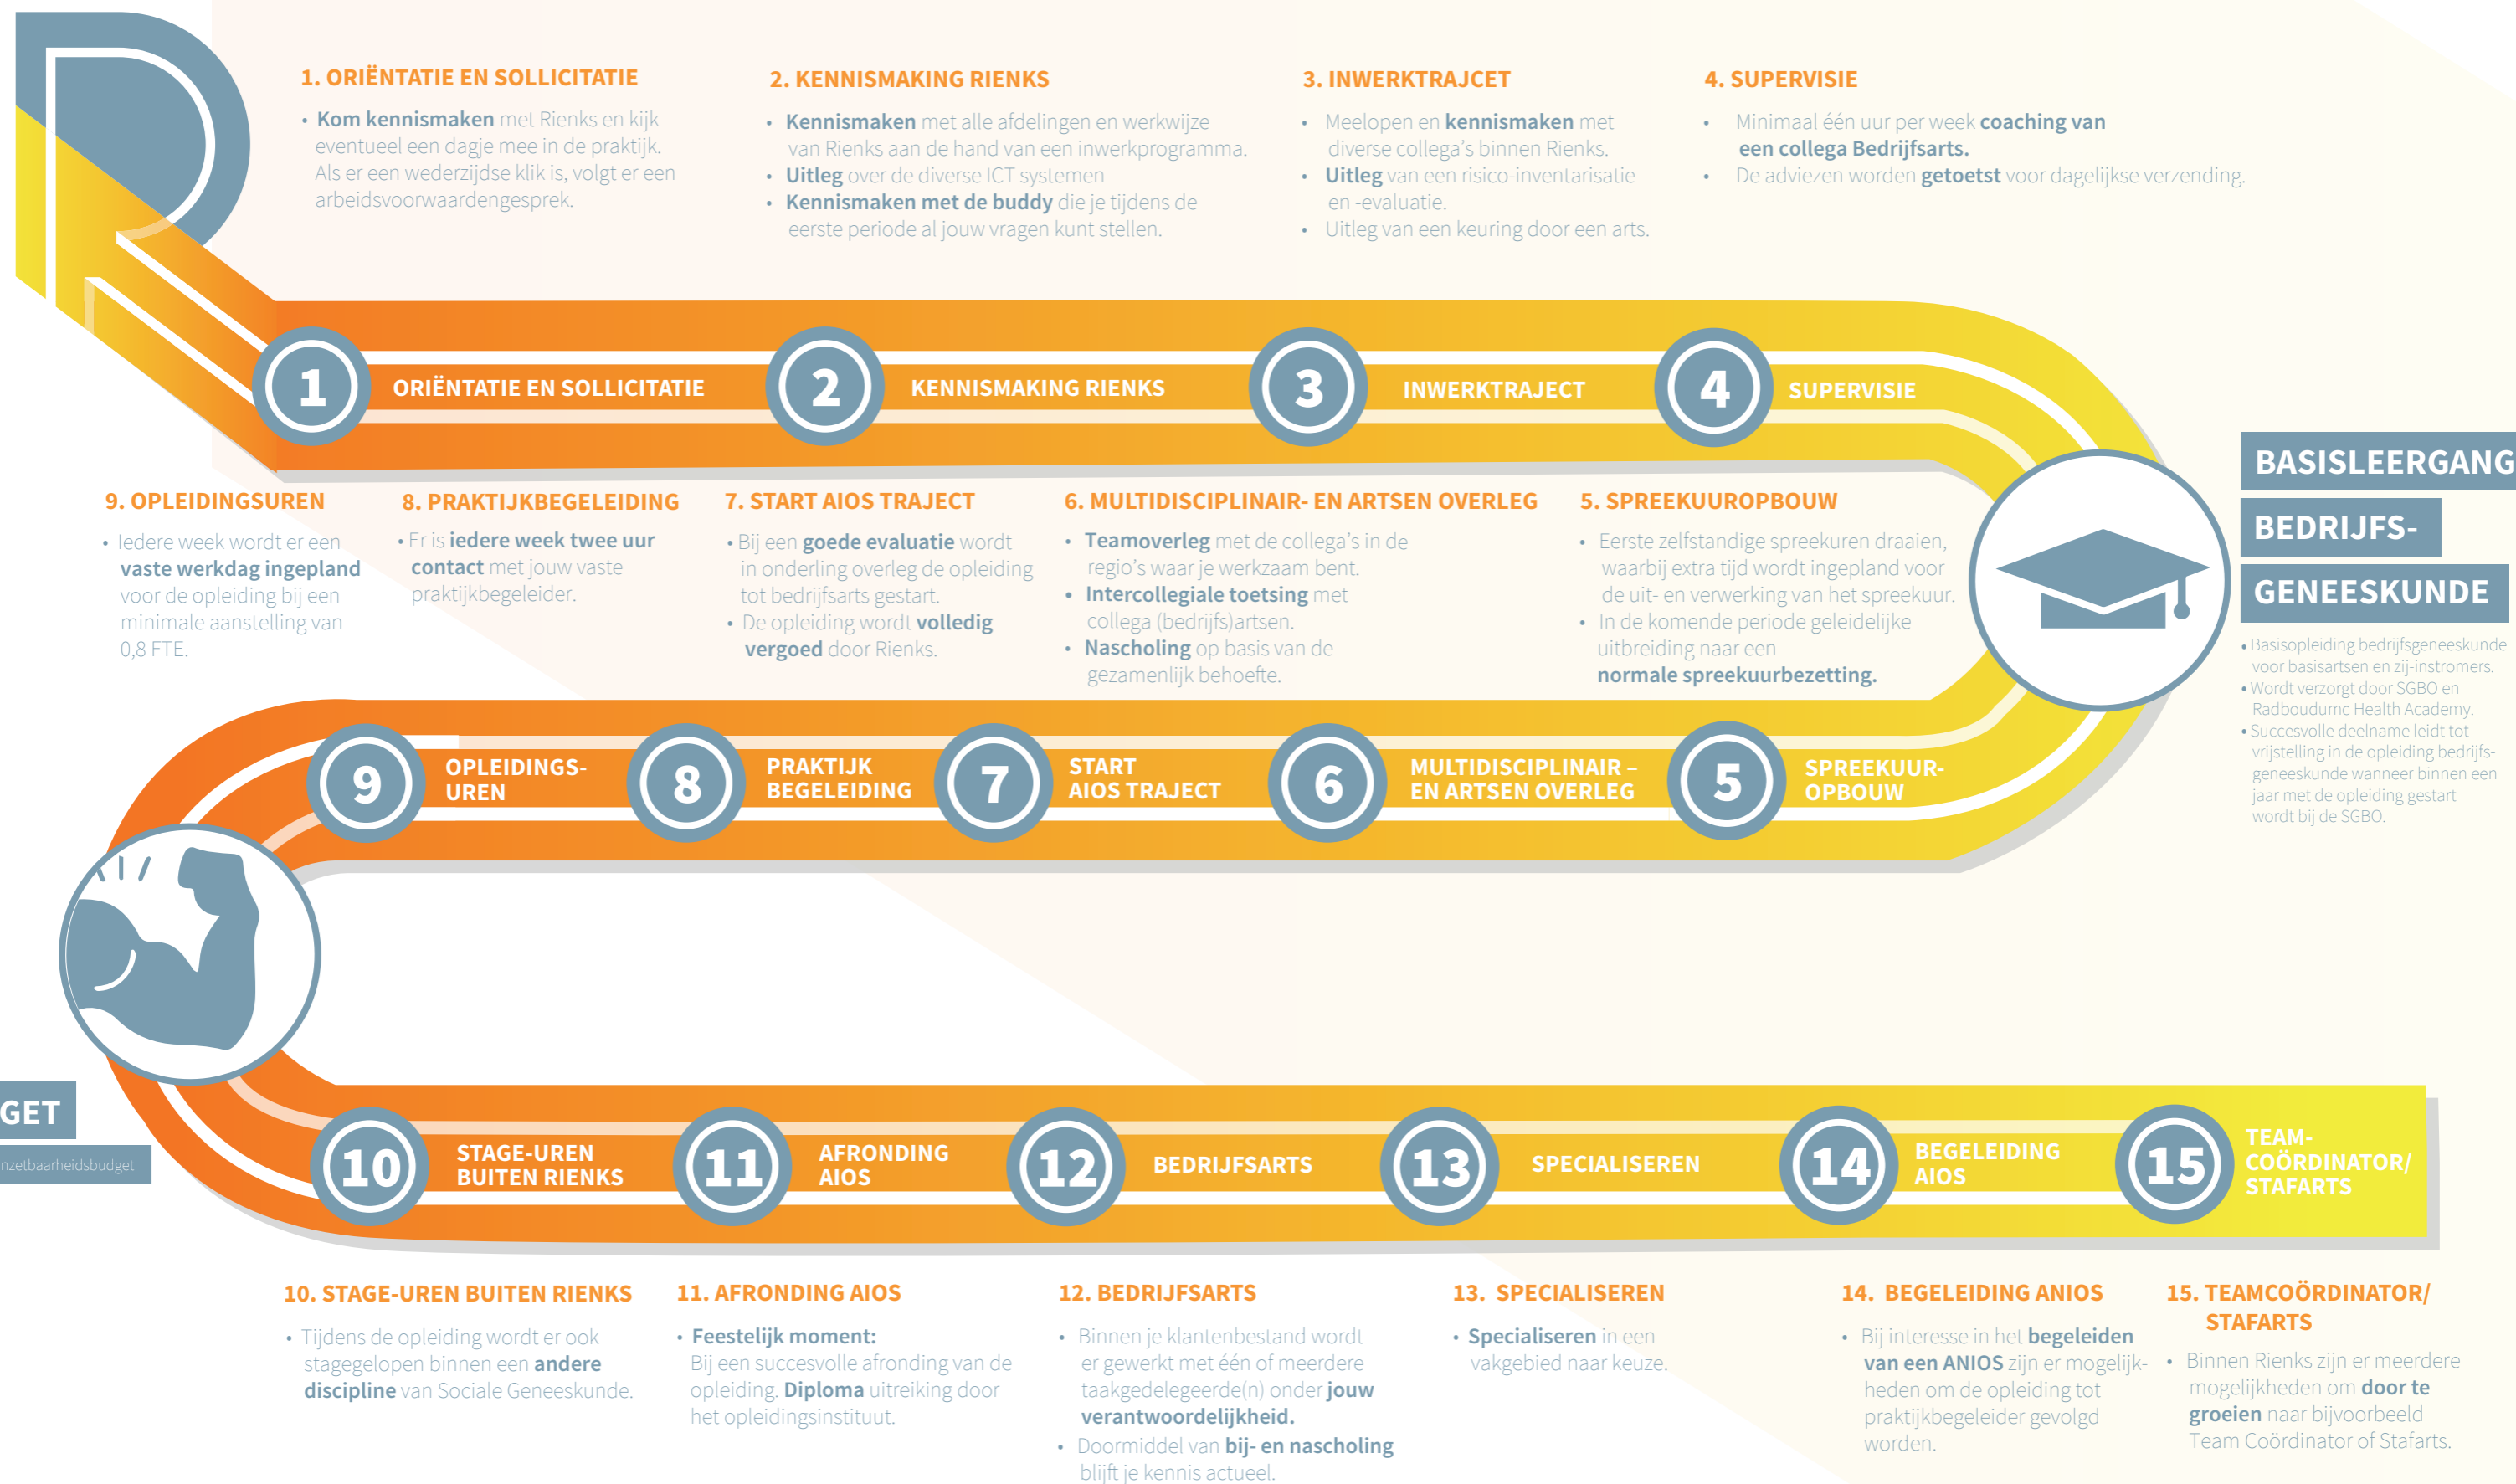 1. ORIËNTATIE EN SOLLICITATIE
• Kom kennismaken met Rienks en kijk
eventueel een dagje mee in de praktijk.
Als er een wederzijdse klik is, volgt er een
arbeidsvoorwaardengesprek.
2. KENNISMAKING RIENKS
• Kennismaken met alle afdelingen en werkwijze
van Rienks aan de hand van een inwerkprogramma.
• Uitleg over de diverse ICT systemen
• Kennismaken met de buddy die je tijdens de
eerste periode al jouw vragen kunt stellen.
3. INWERKTRAJCET
• Meelopen en kennismaken met
diverse collega's binnen Rienks.
• Uitleg van een risico-inventarisatie
en -evaluatie.
• Uitleg van een keuring door een arts.
4. SUPERVISIE
• Minimaal één uur per week coaching van
een collega Bedrijfsarts.
• De adviezen worden getoetst voor dagelijkse verzending.
1
ORIËNTATIE EN SOLLICITATIE
2
KENNISMAKING RIENKS
3
INWERKTRAJECT
4
SUPERVISIE
BASISLEERGANG
BEDRIJFS-
GENEESKUNDE
• Basisopleiding bedrijfsgeneeskunde
voor basisartsen en zij-instromers.
• Wordt verzorgt door SGBO en
Radboudumc Health Academy.
• Succesvolle deelname leidt tot
vrijstelling in de opleiding bedrijfs-
geneeskunde wanneer binnen een
jaar met de opleiding gestart
wordt bij de SGBO.
9. OPLEIDINGSUREN
• Iedere week wordt er een
vaste werkdag ingepland
voor de opleiding bij een
minimale aanstelling van
0,8 FTE.
8. PRAKTIJKBEGELEIDING
• Er is iedere week twee uur
contact met jouw vaste
praktijkbegeleider.
7. START AIOS TRAJECT
• Bij een goede evaluatie wordt
in onderling overleg de opleiding
tot bedrijfsarts gestart.
• De opleiding wordt volledig
vergoed door Rienks.
6. MULTIDISCIPLINAIR- EN ARTSEN OVERLEG
• Teamoverleg met de collega's in de
regio's waar je werkzaam bent.
• Intercollegiale toetsing met
collega (bedrijfs)artsen.
• Nascholing op basis van de
gezamenlijk behoefte.
5. SPREEKUUROPBOUW
• Eerste zelfstandige spreekuren draaien,
waarbij extra tijd wordt ingepland voor
de uit- en verwerking van het spreekuur.
• In de komende periode geleidelijke
uitbreiding naar een
normale spreekuurbezetting.
9
OPLEIDINGS-
UREN
8
PRAKTIJK
BEGELEIDING
7
START
AIOS TRAJECT
6
MULTIDISCIPLINAIR –
EN ARTSEN OVERLEG
5
SPREEKUUR-
OPBOUW
GET
nzetbaarheidsbudget
10
STAGE-UREN
BUITEN RIENKS
11
AFRONDING
AIOS
12
BEDRIJFSARTS
13
SPECIALISEREN
14
BEGELEIDING
AIOS
15
TEAM-
COÖRDINATOR/
STAFARTS
10. STAGE-UREN BUITEN RIENKS
• Tijdens de opleiding wordt er ook
stagegelopen binnen een andere
discipline van Sociale Geneeskunde.
11. AFRONDING AIOS
• Feestelijk moment:
Bij een succesvolle afronding van de
opleiding. Diploma uitreiking door
het opleidingsinstituut.
12. BEDRIJFSARTS
• Binnen je klantenbestand wordt
er gewerkt met één of meerdere
taakgedelegeerde(n) onder jouw
verantwoordelijkheid.
• Doormiddel van bij- en nascholing
blijft je kennis actueel.
13. SPECIALISEREN
• Specialiseren in een
vakgebied naar keuze.
14. BEGELEIDING ANIOS
• Bij interesse in het begeleiden
van een ANIOS zijn er mogelijk-
heden om de opleiding tot
praktijkbegeleider gevolgd
worden.
15. TEAMCOÖRDINATOR/
STAFARTS
• Binnen Rienks zijn er meerdere
mogelijkheden om door te
groeien naar bijvoorbeeld
Team Coördinator of Stafarts.